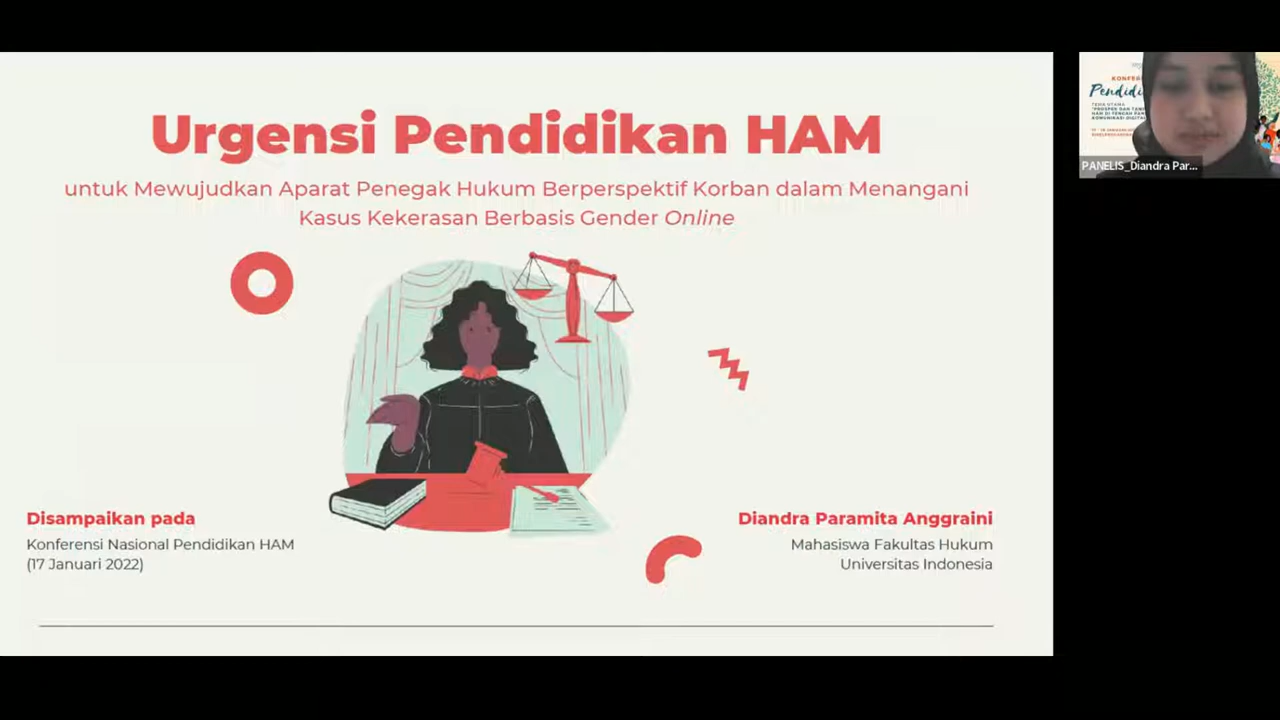 Urgensi Pendidikan HAM
untuk Mewujudkan Aparat Penegak Hukum Berperspektif Korban dalam Menangani
Kasus Kekerasan Berbasis Gender Online
Disampaikan pada
Konferensi Nasional Pendidikan HAM
(17 Januari 2022)
Diandra Paramita Anggraini
Mahasiswa Fakultas Hukum
Universitas Indonesia
PANELIS_Diandra Par...